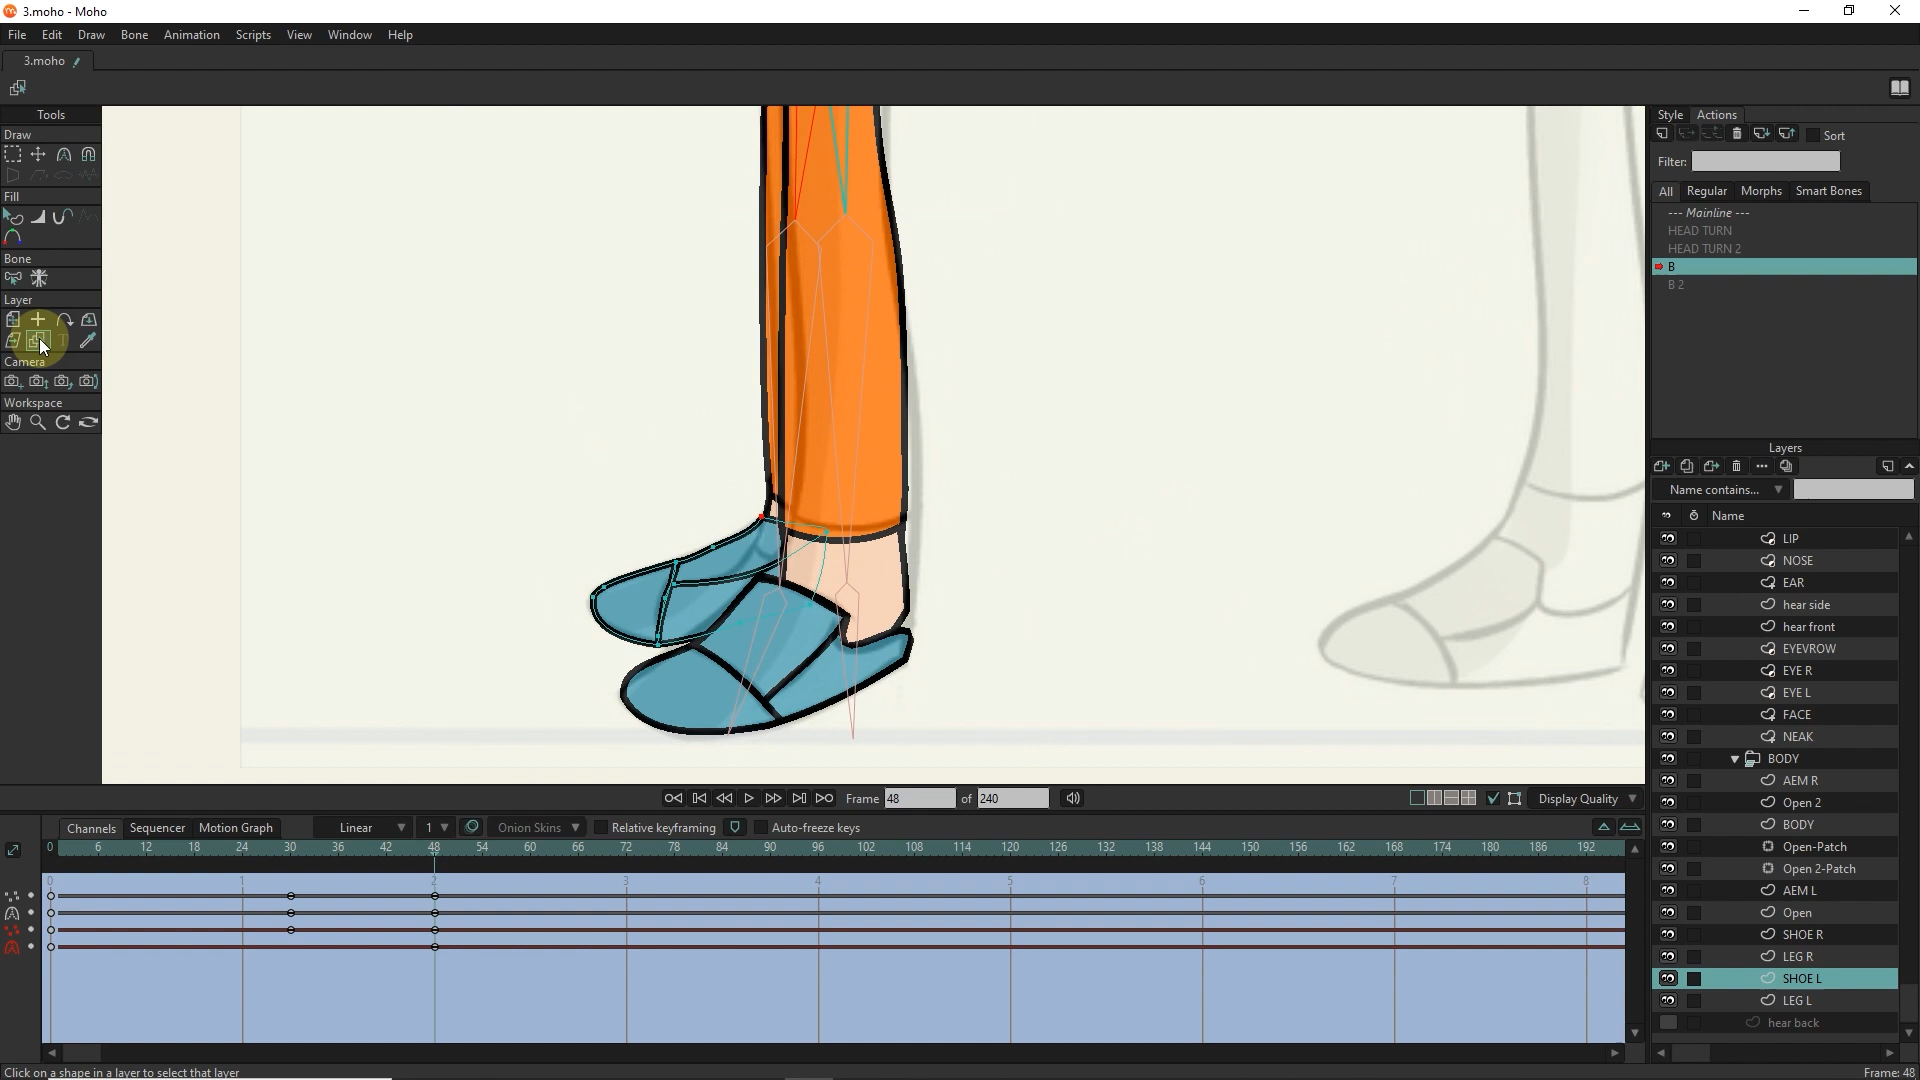 3.moho - Moho
File Edit Draw Bone Animation Scripts View Window Help
3.moho
Tools
Draw
Fill
Bone
Layer
Camera
Workspace
Style Actions
Sort
Filter:
All Regular Morphs Smart Bones
--- Mainline ---
HEAD TURN
HEAD TURN 2
B
B 2
Layers
Name contains...
Name
LIP
NOSE
EAR
hear side
hear front
EYEVROW
EYE R
EYE L
FACE
NEAK
BODY
AEM R
Open 2
BODY
Open-Patch
Open 2-Patch
AEM L
Open
SHOE R
LEG R
SHOE L
LEG L
hear back
Frame 48 of 240
Display Quality
Channels Sequencer Motion Graph Linear 1 Onion Skins Relative keyframing Auto-freeze keys
0 6 12 18 24 30 36 42 48 54 60 66 72 78 84 90 96 102 108 114 120 126 132 138 144 150 156 162 168 174 180 186 192
0 1 2 3 4 5 6 7 8
Click on a shape in a layer to select that layer
Frame: 48